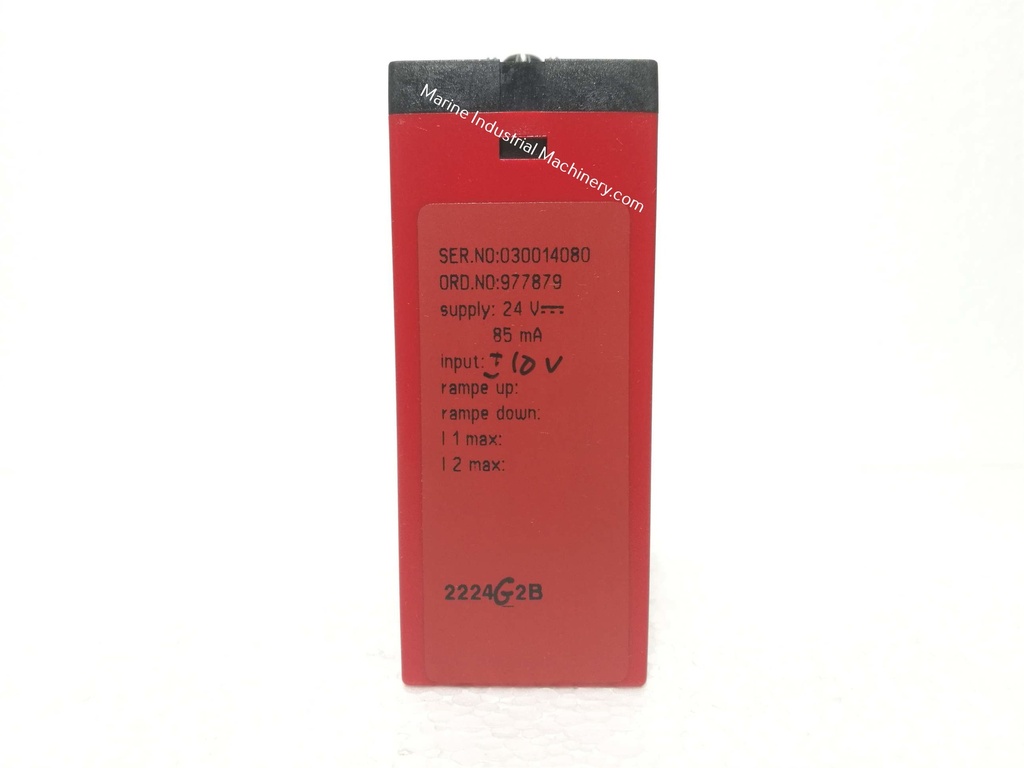 Marine Industrial Machinery.com
SER.NO:030014080
ORD.NO:977879
supply: 24 V⎓
85 mA
input: ±10 V
rampe up:
rampe down:
I 1 max:
I 2 max:
2224G2B